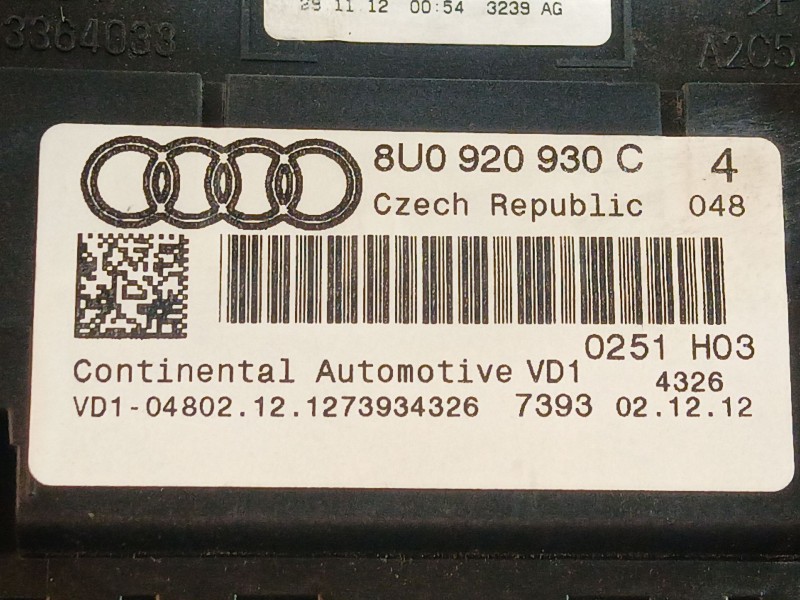 29 11 12 00:54 3239 AG
3364033
A2C5
8U0 920 930 C 4
Czech Republic 048
0251 H03
Continental Automotive VD1 4326
VD1-04802.12.1273934326 7393 02.12.12